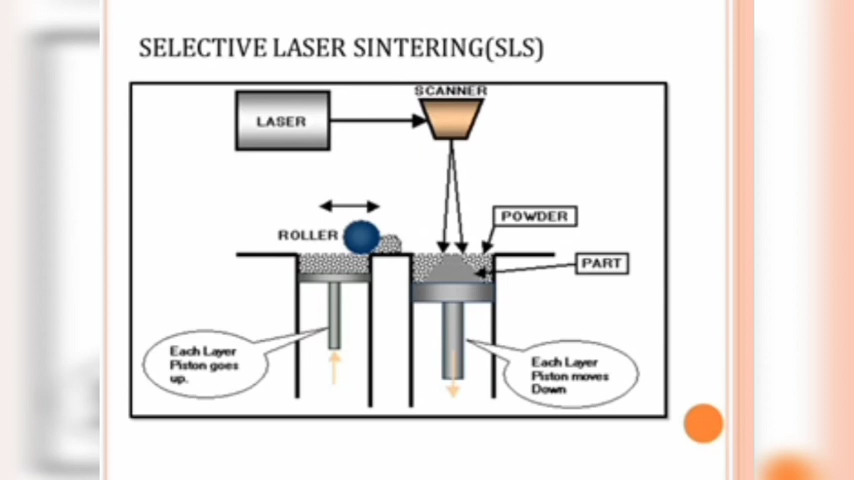 SELECTIVE LASER SINTERING(SLS)
SCANNER
LASER
POWDER
ROLLER
PART
Each Layer
Piston goes
up.
Each Layer
Piston moves
Down